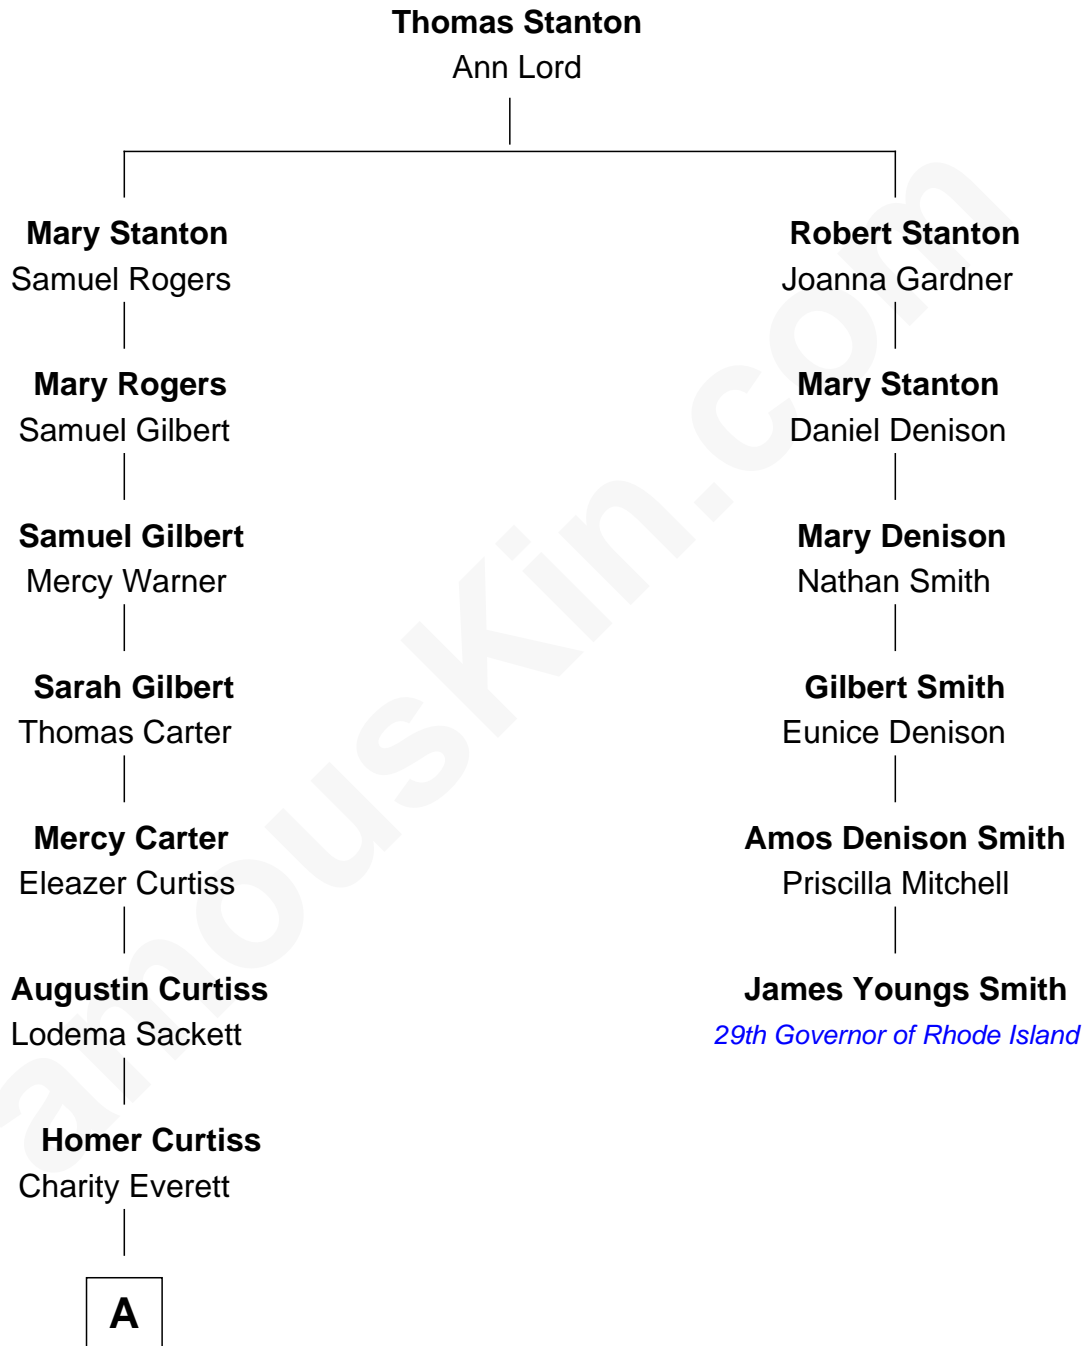 Thomas Stanton
Ann Lord
Mary Stanton
Samuel Rogers
Robert Stanton
Joanna Gardner
Mary Rogers
Samuel Gilbert
Mary Stanton
Daniel Denison
Samuel Gilbert
Mercy Warner
Mary Denison
Nathan Smith
Sarah Gilbert
Thomas Carter
Gilbert Smith
Eunice Denison
Mercy Carter
Eleazer Curtiss
Amos Denison Smith
Priscilla Mitchell
Augustin Curtiss
Lodema Sackett
James Youngs Smith
29th Governor of Rhode Island
Homer Curtiss
Charity Everett
A
amousKin.com